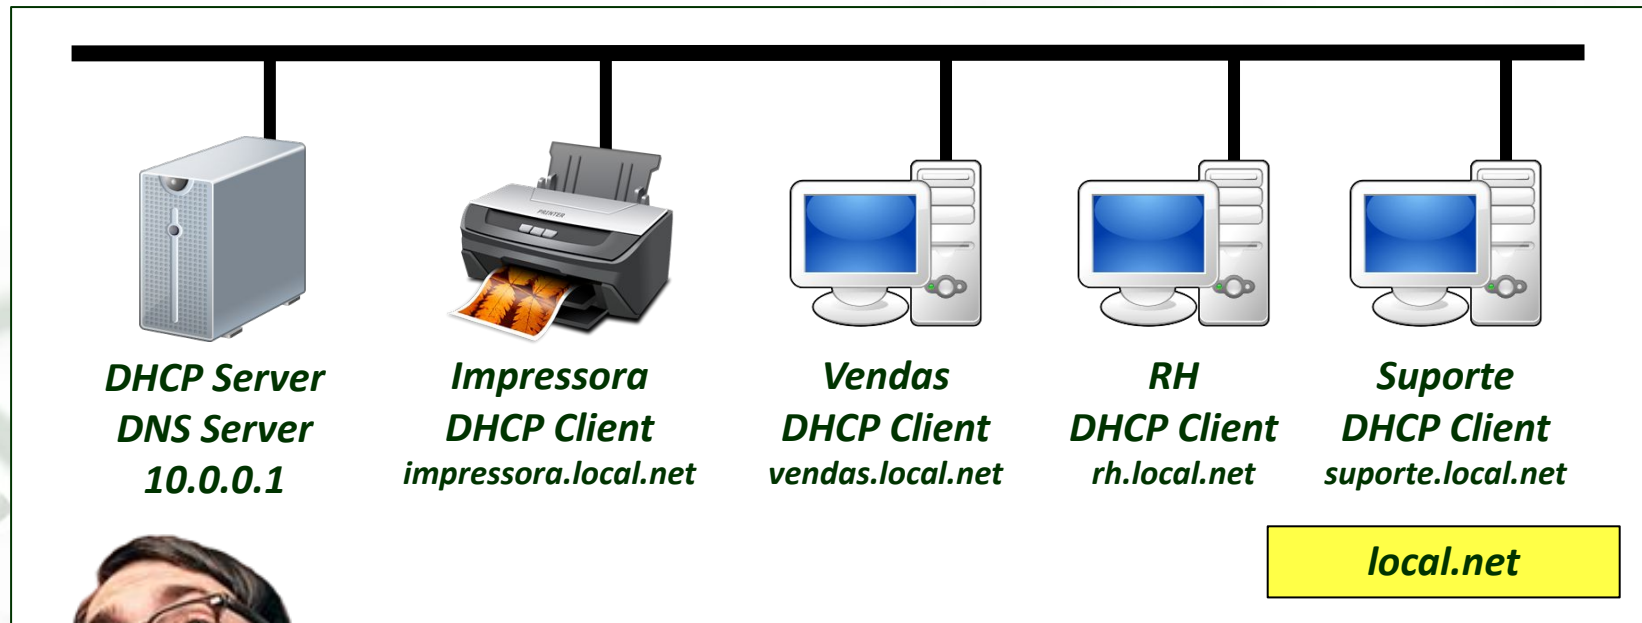 PRINTER
DHCP Server
DNS Server
10.0.0.1
Impressora
DHCP Client
impressora.local.net
Vendas
DHCP Client
vendas.local.net
RH
DHCP Client
rh.local.net
Suporte
DHCP Client
suporte.local.net
local.net